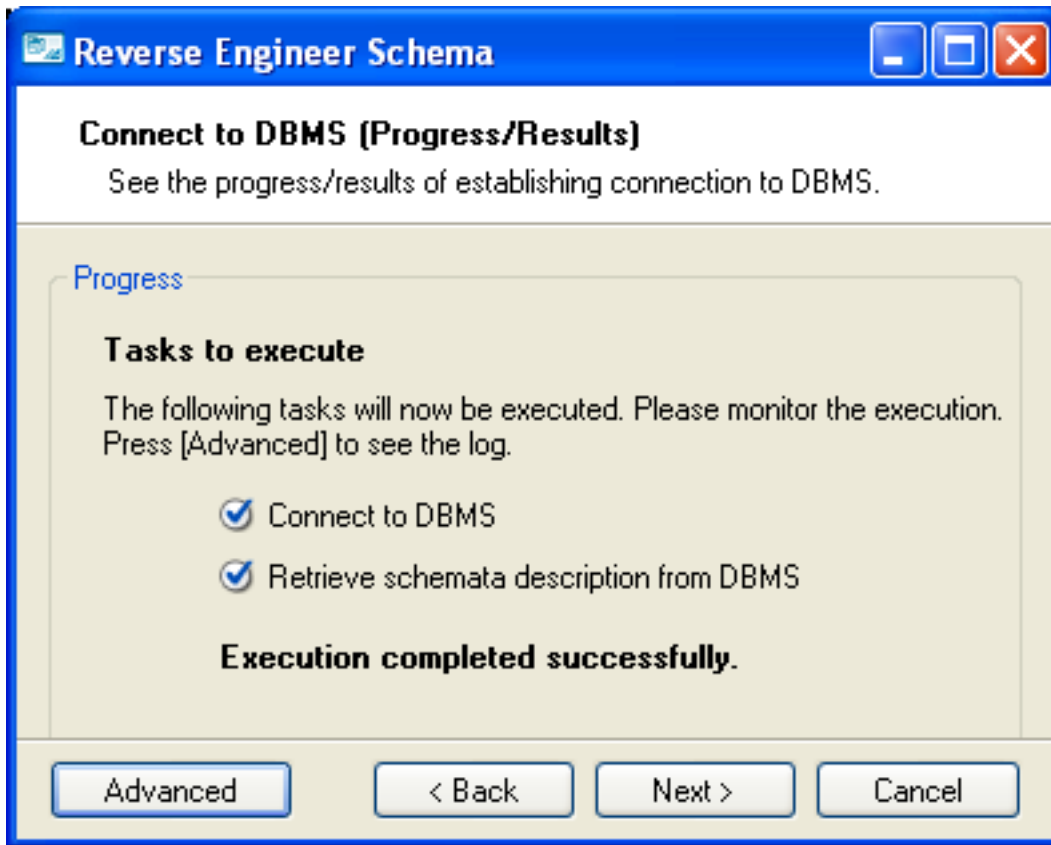 Reverse Engineer Schema
Connect to DBMS (Progress/Results)
See the progress/results of establishing connection to DBMS.
Progress
Tasks to execute
The following tasks will now be executed. Please monitor the execution.
Press [Advanced] to see the log.
Connect to DBMS
Retrieve schemata description from DBMS
Execution completed successfully.
Advanced < Back Next > Cancel